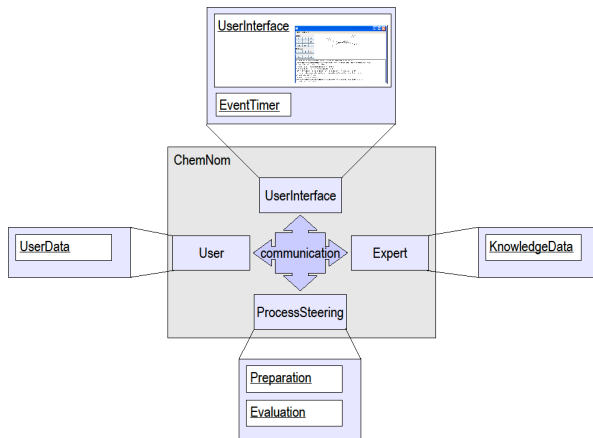 UserInterface
EventTimer
ChemNom
UserInterface
UserData
User
communication
Expert
KnowledgeData
ProcessSteering
Preparation
Evaluation